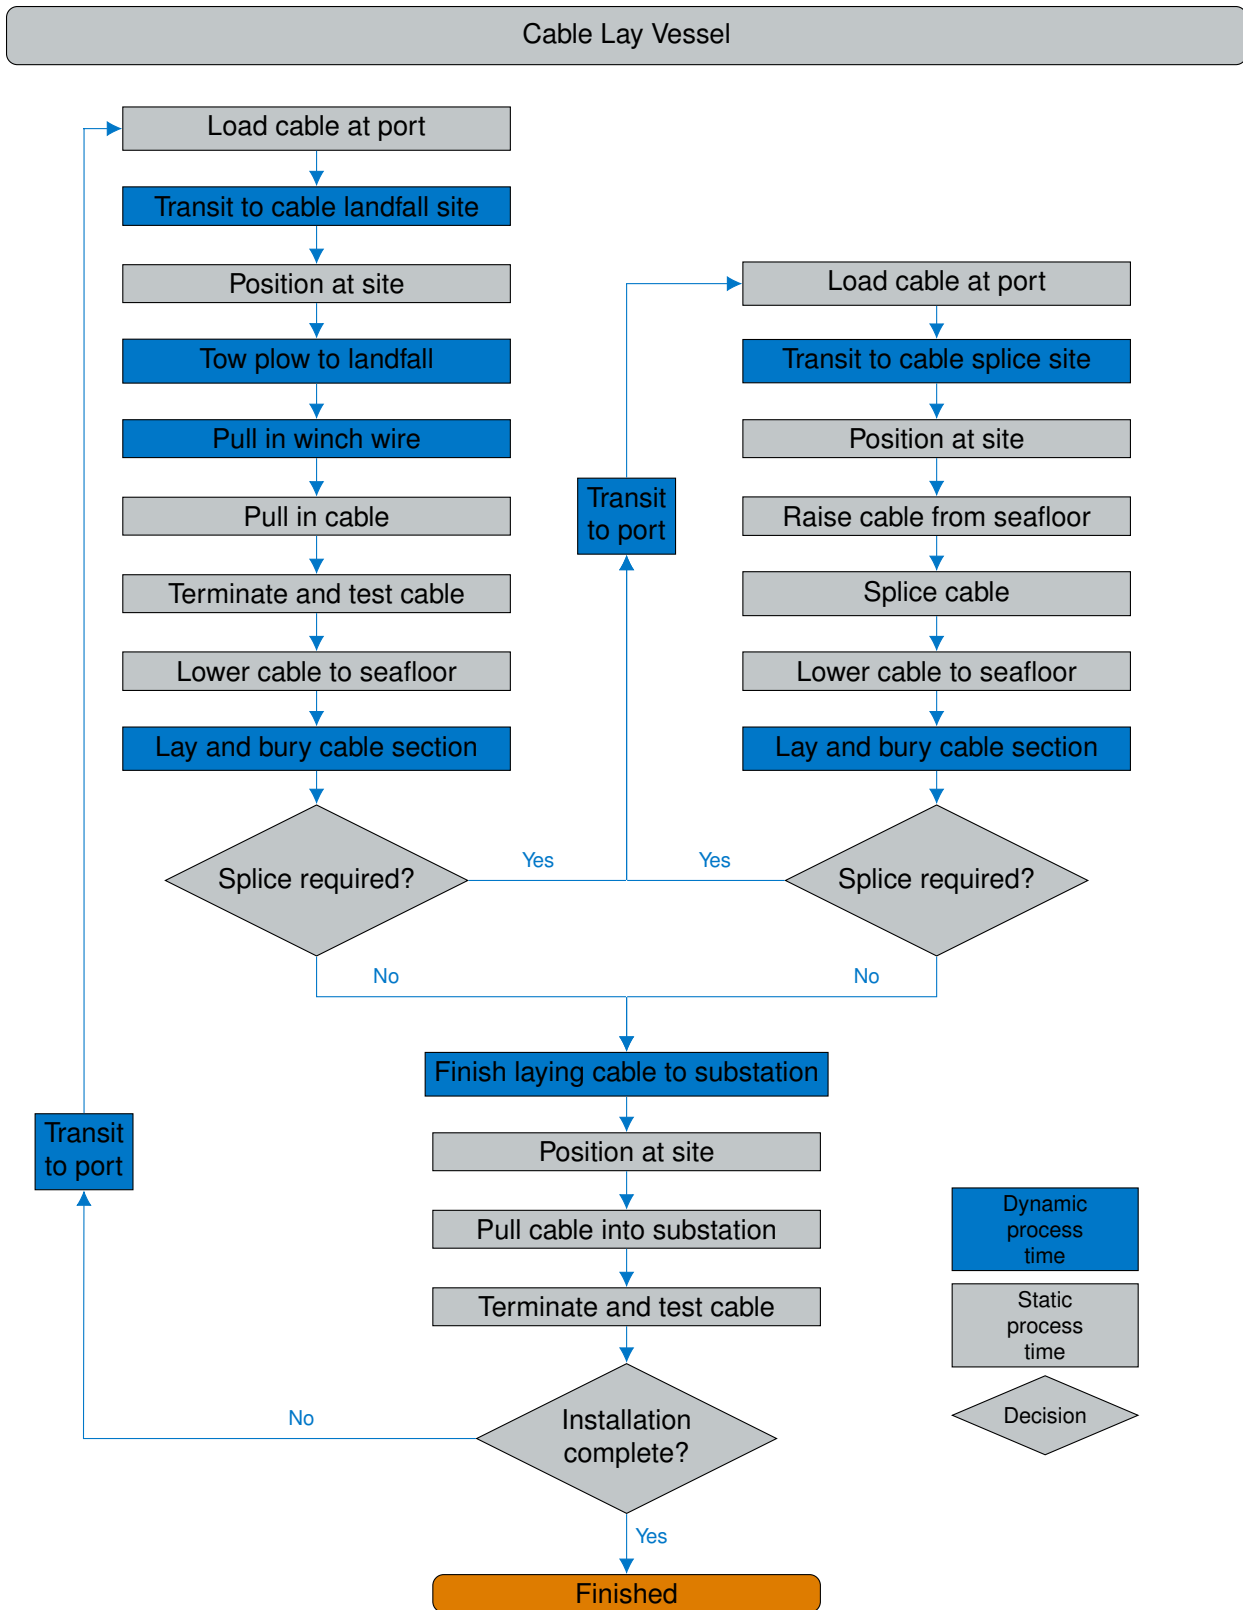 Cable Lay Vessel
Load cable at port
Transit to cable landfall site
Position at site
Tow plow to landfall
Pull in winch wire
Pull in cable
Terminate and test cable
Lower cable to seafloor
Lay and bury cable section
Splice required?
Yes
No
Transit
to port
Load cable at port
Transit to cable splice site
Position at site
Raise cable from seafloor
Splice cable
Lower cable to seafloor
Lay and bury cable section
Splice required?
Yes
No
Finish laying cable to substation
Position at site
Pull cable into substation
Terminate and test cable
Installation
complete?
No
Transit
to port
Yes
Finished
Dynamic
process
time
Static
process
time
Decision